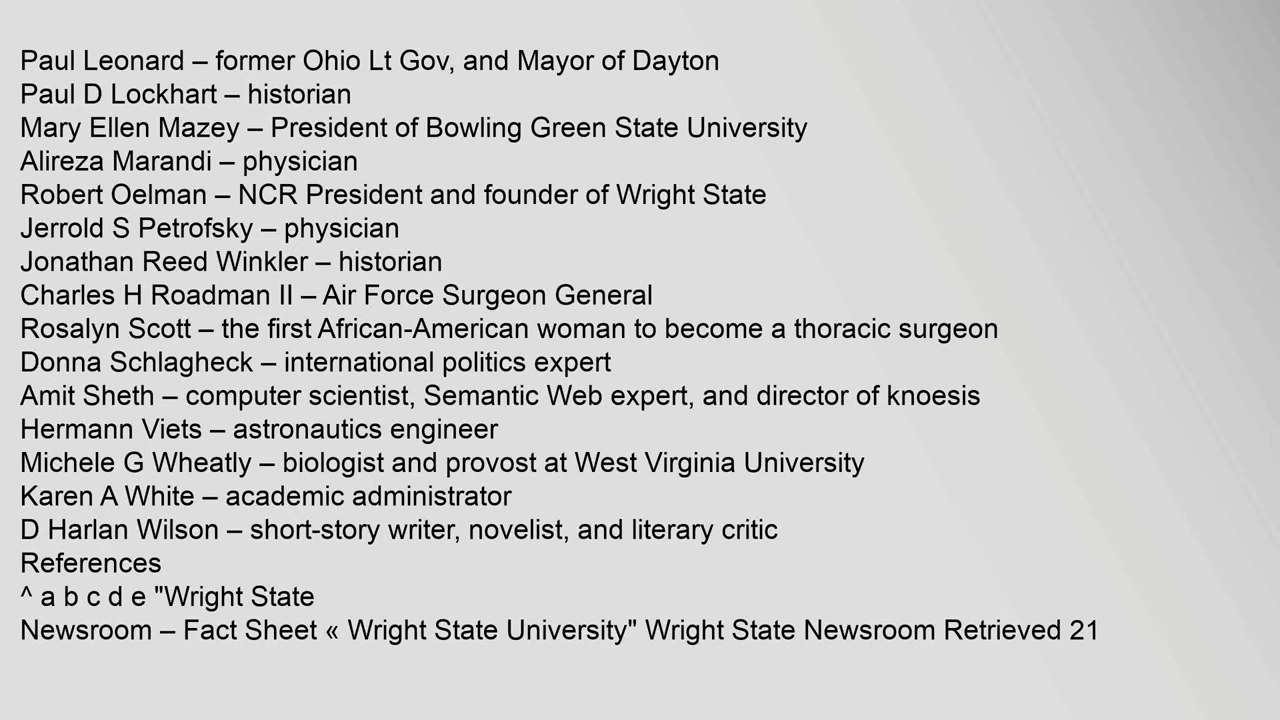 Paul Leonard – former Ohio Lt Gov, and Mayor of Dayton
Paul D Lockhart – historian
Mary Ellen Mazey – President of Bowling Green State University
Alireza Marandi – physician
Robert Oelman – NCR President and founder of Wright State
Jerrold S Petrofsky – physician
Jonathan Reed Winkler – historian
Charles H Roadman II – Air Force Surgeon General
Rosalyn Scott – the first African-American woman to become a thoracic surgeon
Donna Schlagheck – international politics expert
Amit Sheth – computer scientist, Semantic Web expert, and director of knoesis
Hermann Viets – astronautics engineer
Michele G Wheatly – biologist and provost at West Virginia University
Karen A White – academic administrator
D Harlan Wilson – short-story writer, novelist, and literary critic
References
^ a b c d e "Wright State
Newsroom – Fact Sheet « Wright State University" Wright State Newsroom Retrieved 21